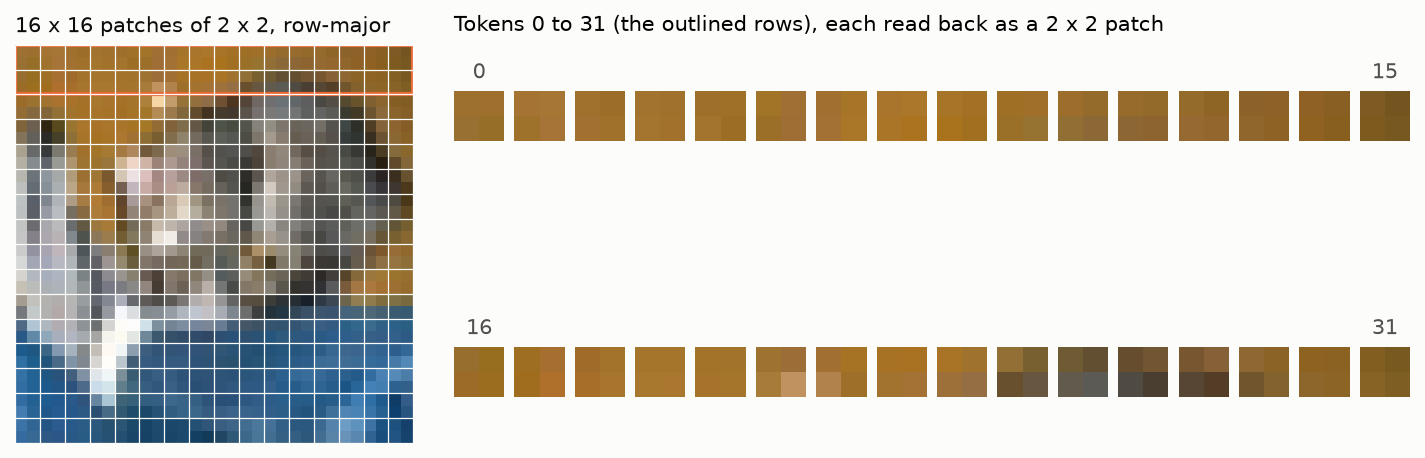 16 x 16 patches of 2 x 2, row-major
Tokens 0 to 31 (the outlined rows), each read back as a 2 x 2 patch
0
15
16
31